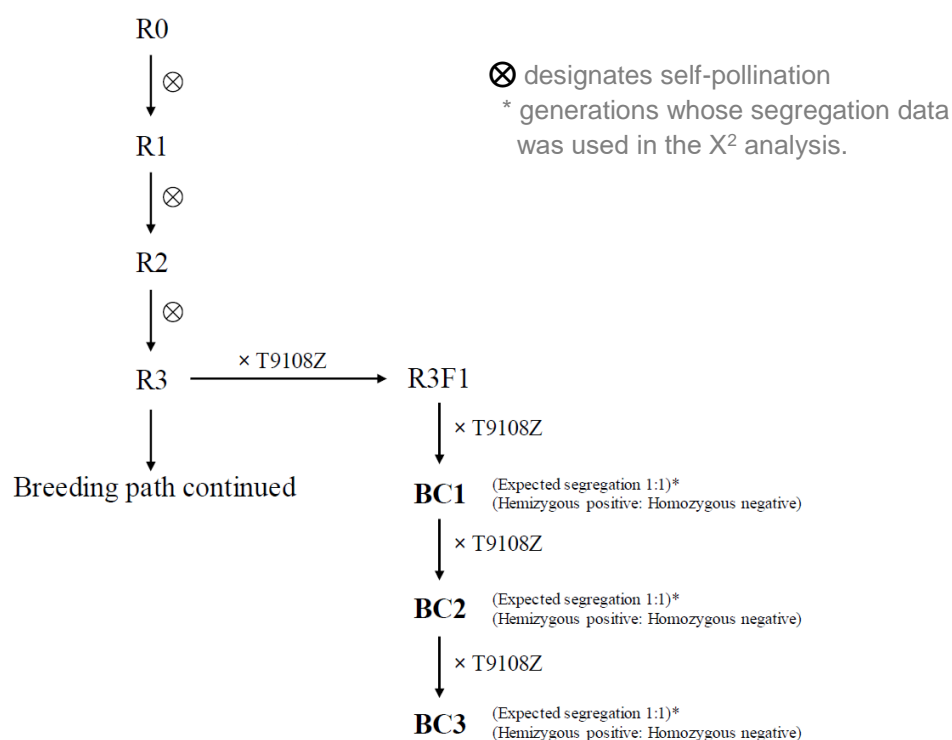 R0
⊗ designates self-pollination
* generations whose segregation data
was used in the X² analysis.
⊗
R1
⊗
R2
⊗
R3
× T9108Z
R3F1
× T9108Z
Breeding path continued
BC1 (Expected segregation 1:1)*
(Hemizygous positive: Homozygous negative)
× T9108Z
BC2 (Expected segregation 1:1)*
(Hemizygous positive: Homozygous negative)
× T9108Z
BC3 (Expected segregation 1:1)*
(Hemizygous positive: Homozygous negative)